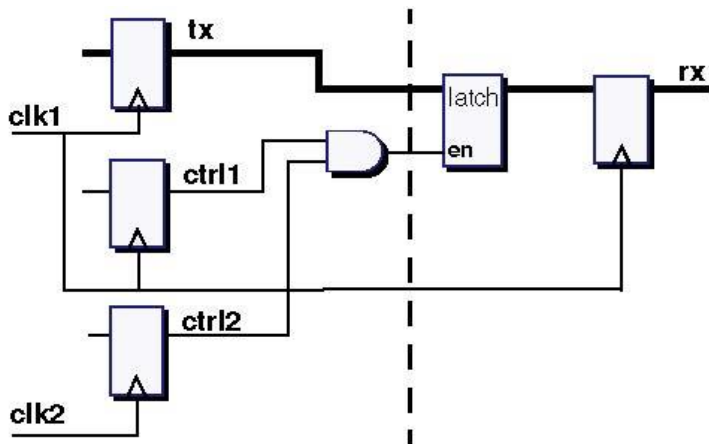 tx
rx
latch
clk1
en
ctrl1
ctrl2
clk2